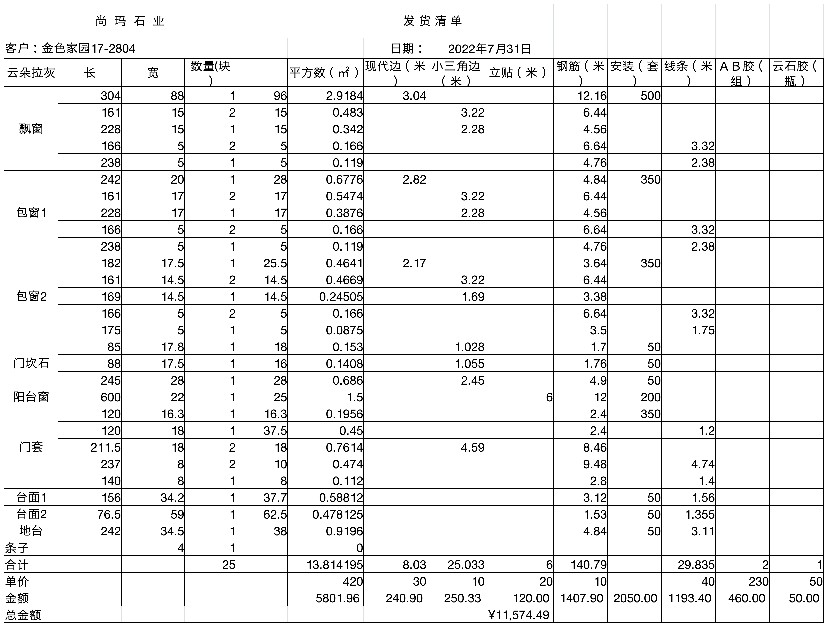 尚玛石业 发货清单
客户：金色家园17-2804 日期： 2022年7月31日
云朵拉灰 长 宽 数量(块) 平方数（㎡） 现代边（米） 小三角边（米） 立贴（米） 钢筋（米） 安装（套） 线条（米） AB胶（组） 云石胶（瓶）
304 88 1 96 2.9184 3.04 12.16 500
161 15 2 15 0.483 3.22 6.44
飘窗 228 15 1 15 0.342 2.28 4.56
166 5 2 5 0.166 6.64 3.32
238 5 1 5 0.119 4.76 2.38
242 20 1 28 0.6776 2.82 4.84 350
161 17 2 17 0.5474 3.22 6.44
包窗1 228 17 1 17 0.3876 2.28 4.56
166 5 2 5 0.166 6.64 3.32
238 5 1 5 0.119 4.76 2.38
182 17.5 1 25.5 0.4641 2.17 3.64 350
161 14.5 2 14.5 0.4669 3.22 6.44
包窗2 169 14.5 1 14.5 0.24505 1.69 3.38
166 5 2 5 0.166 6.64 3.32
175 5 1 5 0.0875 3.5 1.75
85 17.8 1 18 0.153 1.028 1.7 50
门坎石 88 17.5 1 16 0.1408 1.055 1.76 50
245 28 1 28 0.686 2.45 4.9 50
阳台窗 600 22 1 25 1.5 6 12 200
120 16.3 1 16.3 0.1956 2.4 350
120 18 1 37.5 0.45 2.4 1.2
门套 211.5 18 2 18 0.7614 4.59 8.46
237 8 2 10 0.474 9.48 4.74
140 8 1 8 0.112 2.8 1.4
台面1 156 34.2 1 37.7 0.58812 3.12 50 1.56
台面2 76.5 59 1 62.5 0.478125 1.53 50 1.355
地台 242 34.5 1 38 0.9196 4.84 50 3.11
条子 4 1 0
合计 25 13.814195 8.03 25.033 6 140.79 29.835 2 1
单价 420 30 10 20 10 40 230 50
金额 5801.96 240.90 250.33 120.00 1407.90 2050.00 1193.40 460.00 50.00
总金额 ¥11,574.49